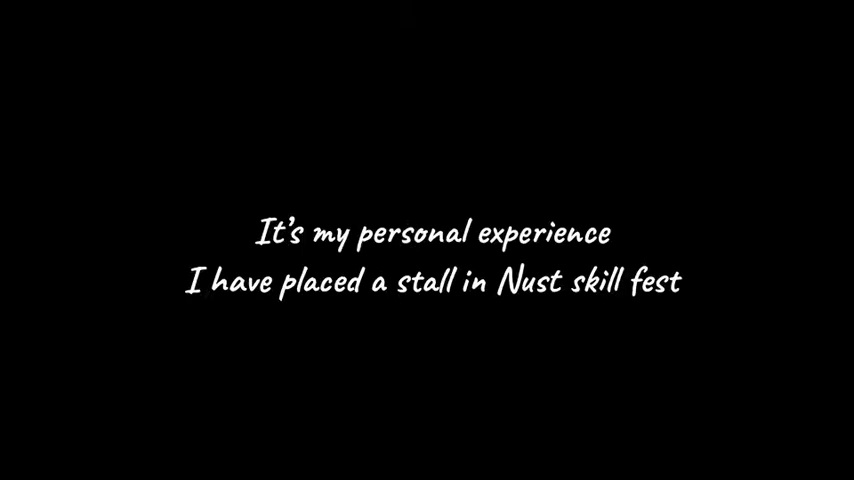 It's my personal experience
I have placed a stall in Nust skill fest